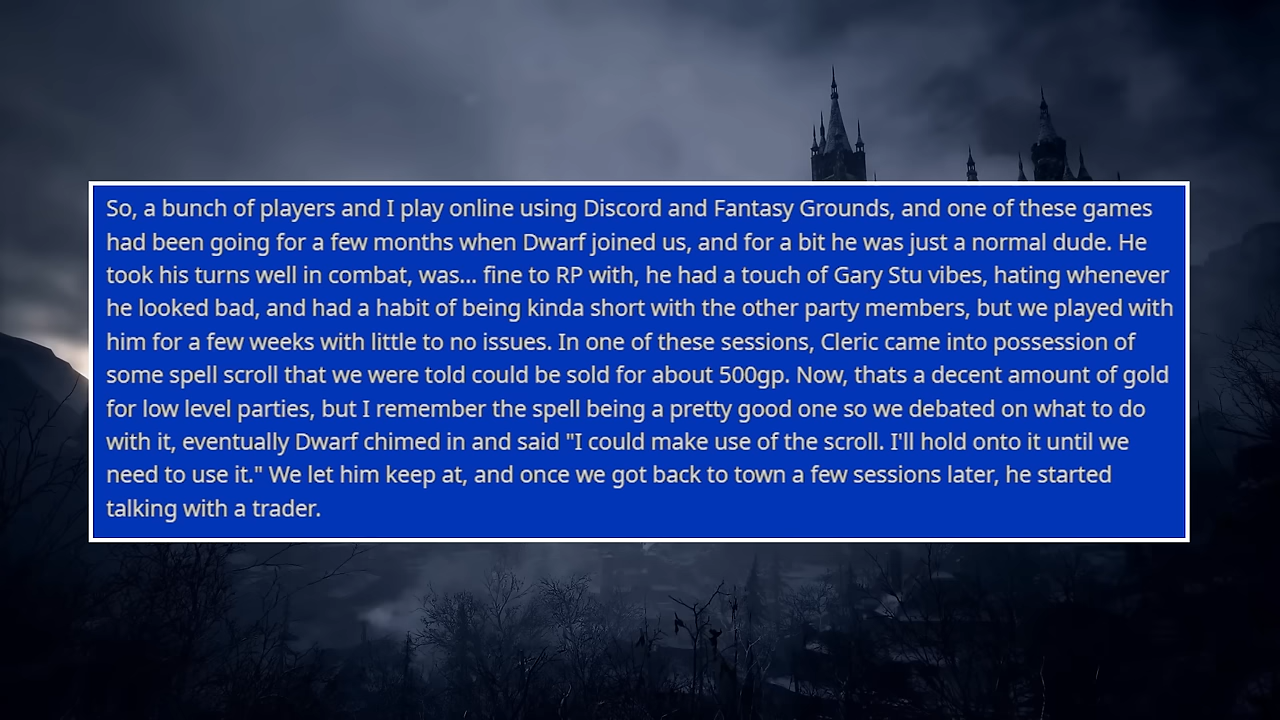 So, a bunch of players and I play online using Discord and Fantasy Grounds, and one of these games
had been going for a few months when Dwarf joined us, and for a bit he was just a normal dude. He
took his turns well in combat, was... fine to RP with, he had a touch of Gary Stu vibes, hating whenever
he looked bad, and had a habit of being kinda short with the other party members, but we played with
him for a few weeks with little to no issues. In one of these sessions, Cleric came into possession of
some spell scroll that we were told could be sold for about 500gp. Now, thats a decent amount of gold
for low level parties, but I remember the spell being a pretty good one so we debated on what to do
with it, eventually Dwarf chimed in and said "I could make use of the scroll. I'll hold onto it until we
need to use it." We let him keep at, and once we got back to town a few sessions later, he started
talking with a trader.